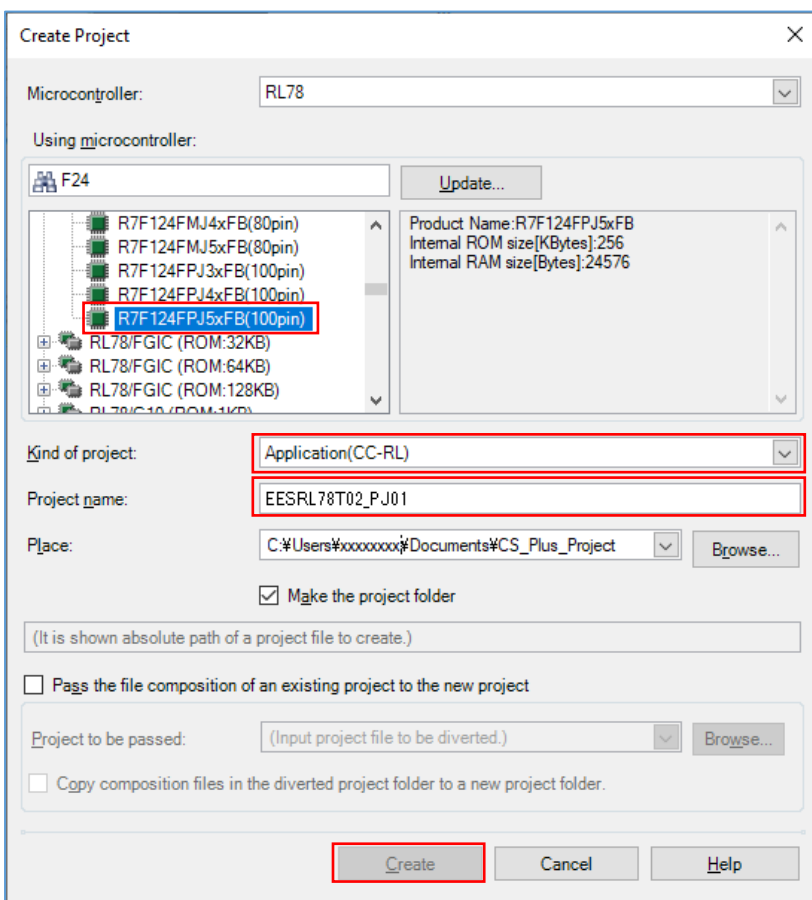 Create Project
Microcontroller:
RL78
Using microcontroller:
F24
Update...
R7F124FMJ4xFB(80pin)
R7F124FMJ5xFB(80pin)
R7F124FPJ3xFB(100pin)
R7F124FPJ4xFB(100pin)
R7F124FPJ5xFB(100pin)
RL78/FGIC (ROM:32KB)
RL78/FGIC (ROM:64KB)
RL78/FGIC (ROM:128KB)
RL78/G10 (ROM:1KB)
Product Name:R7F124FPJ5xFB
Internal ROM size[KBytes]:256
Internal RAM size[Bytes]:24576
Kind of project:
Application(CC-RL)
Project name:
EESRL78T02_PJ01
Place:
C:¥Users¥xxxxxxxx¥Documents¥CS_Plus_Project
Browse...
Make the project folder
(It is shown absolute path of a project file to create.)
Pass the file composition of an existing project to the new project
Project to be passed:
(Input project file to be diverted.)
Browse...
Copy composition files in the diverted project folder to a new project folder.
Create
Cancel
Help